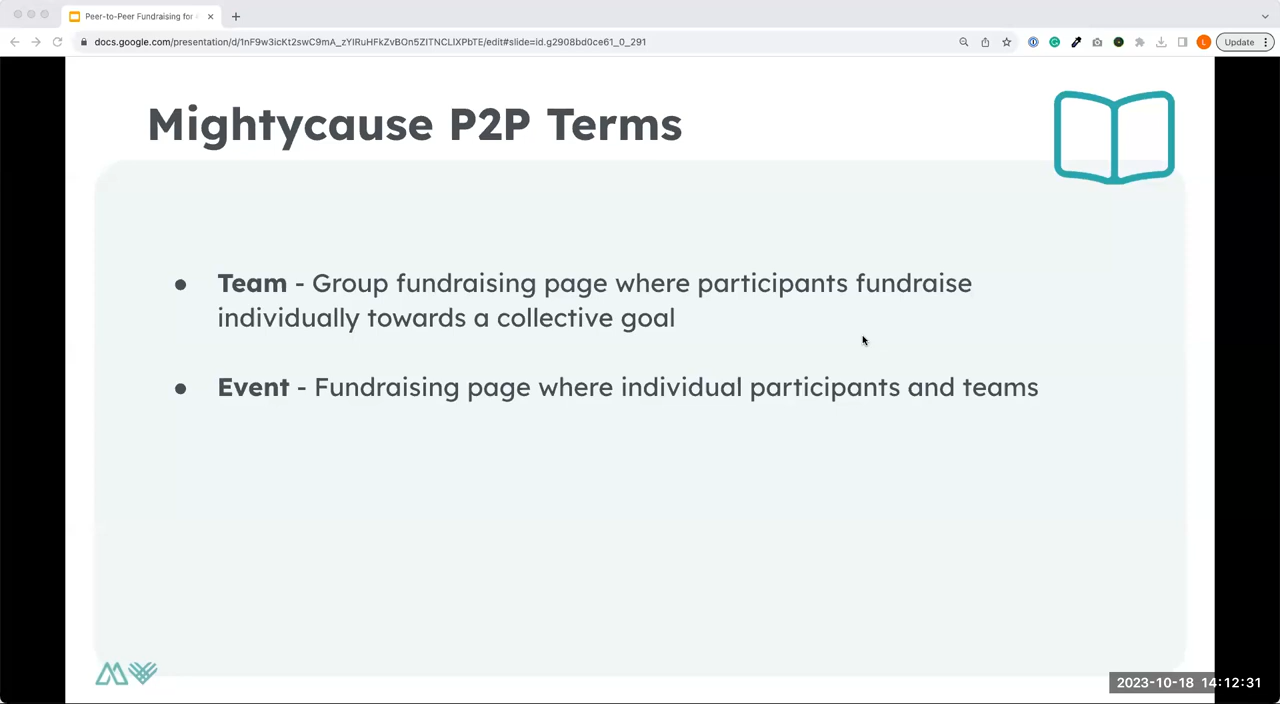 Peer-to-Peer Fundraising for
docs.google.com/presentation/d/1nF9w3icKt2swC9mA_zYlRuHFkZvBOn5ZITNCLlXPbTE/edit#slide=id.g2908bd0ce61_0_291
L
Update
Mightycause P2P Terms
● Team - Group fundraising page where participants fundraise
individually towards a collective goal
● Event - Fundraising page where individual participants and teams
2023-10-18 14:12:31